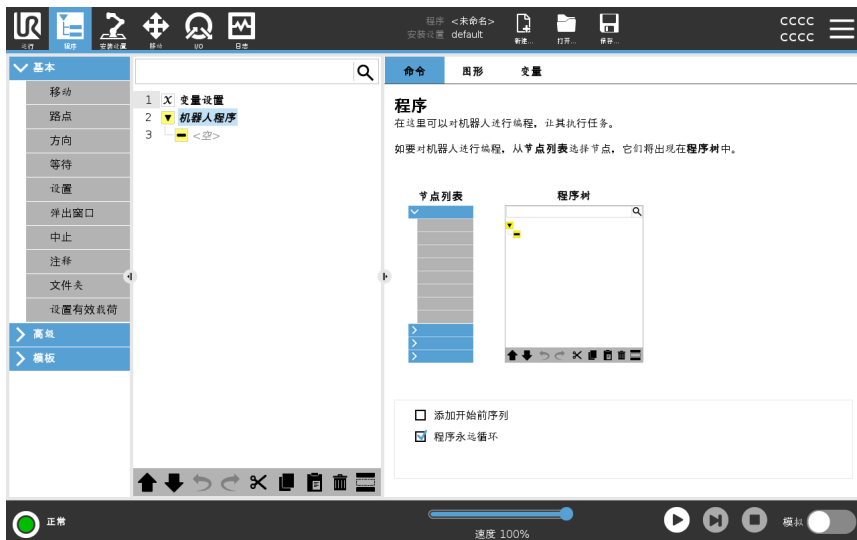 UR
运行
程序
安装设置
移动
I/O
日志
程序 <未命名>
安装设置 default
新建...
打开...
保存...
cccc
cccc
基本
移动
路点
方向
等待
设置
弹出窗口
中止
注释
文件夹
设置有效载荷
高级
模板
1 X 变量设置
2 机器人程序
3 <空>
命令 图形 变量
程序
在这里可以对机器人进行编程，让其执行任务。
如要对机器人进行编程，从节点列表选择节点，它们将出现在程序树中。
节点列表
程序树
添加开始前序列
程序永远循环
正常
速度 100%
模拟